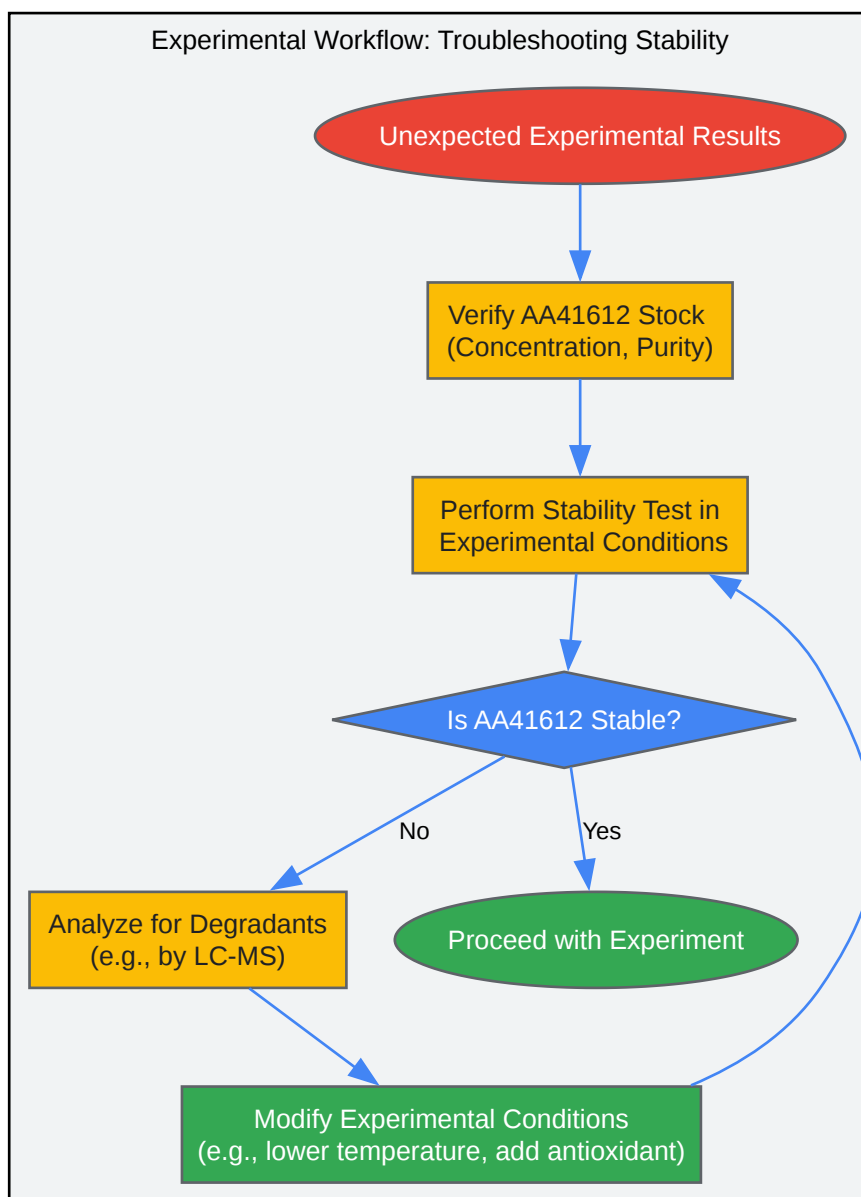 Experimental Workflow: Troubleshooting Stability
Unexpected Experimental Results
Verify AA41612 Stock
(Concentration, Purity)
Perform Stability Test in
Experimental Conditions
Is AA41612 Stable?
No
Yes
Analyze for Degradants
(e.g., by LC-MS)
Proceed with Experiment
Modify Experimental Conditions
(e.g., lower temperature, add antioxidant)